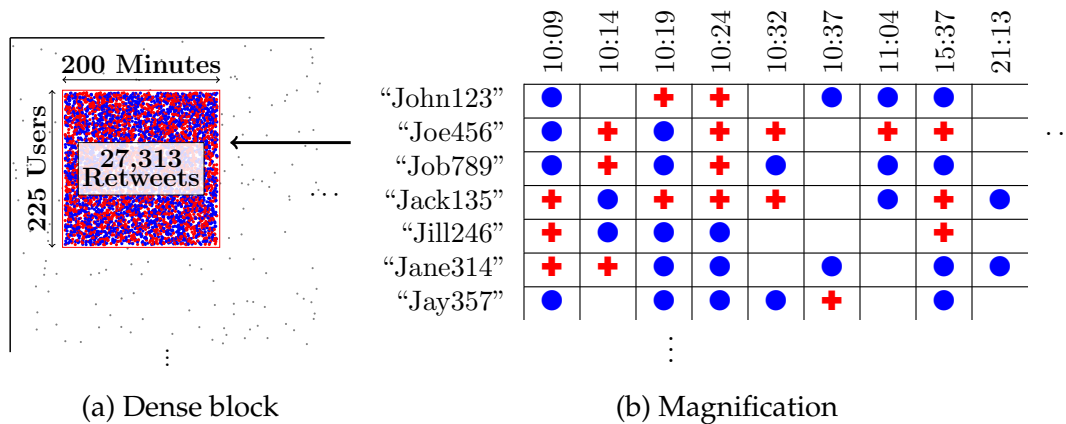 200 Minutes
225 Users
27,313
Retweets
...
⋮
(a) Dense block
10:09 10:14 10:19 10:24 10:32 10:37 11:04 15:37 21:13
“John123”
“Joe456”
“Job789”
“Jack135”
“Jill246”
“Jane314”
“Jay357”
⋮
(b) Magnification